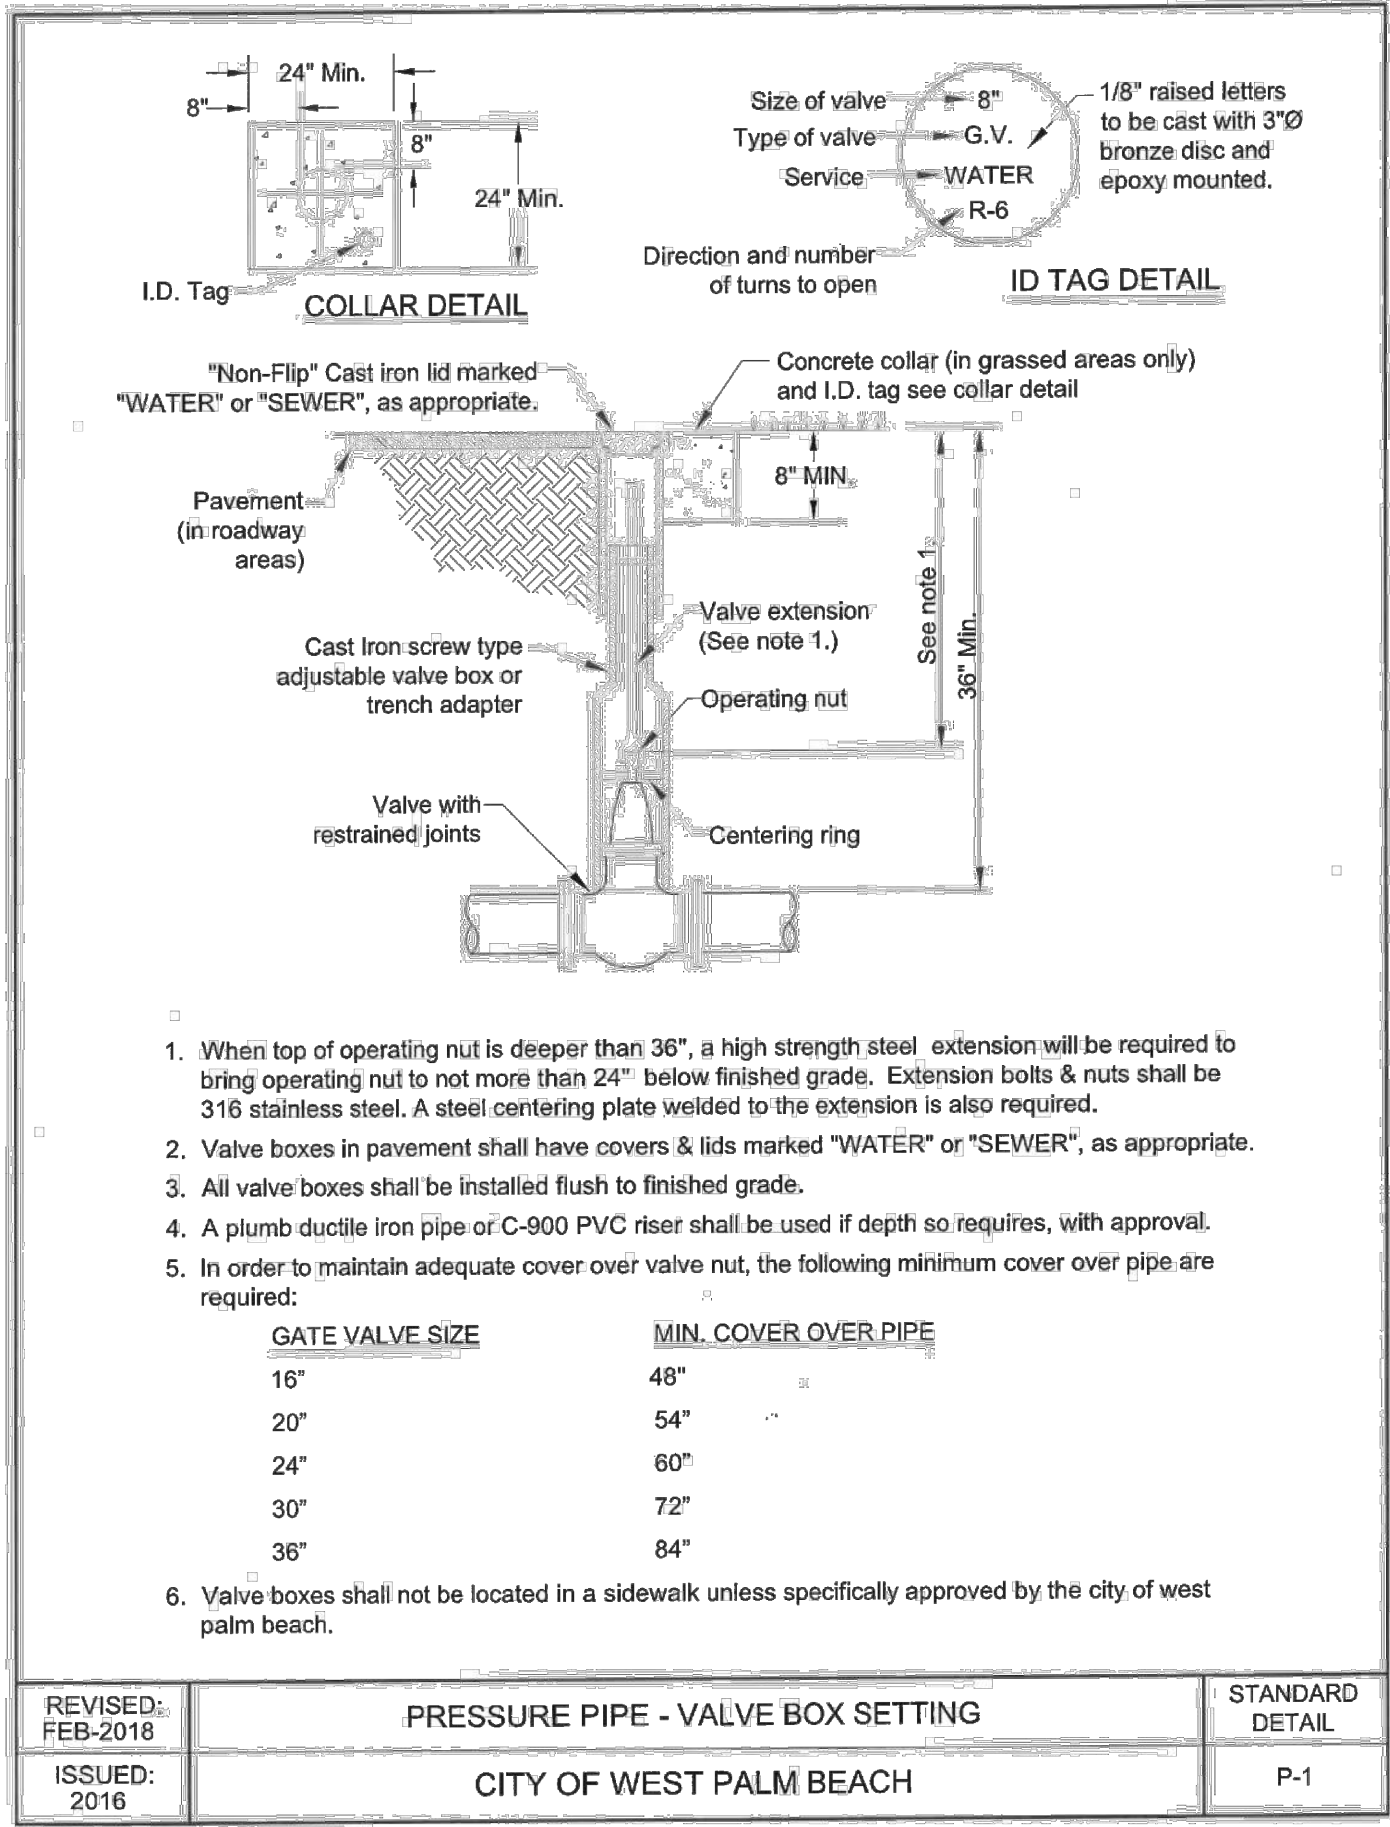 24" Min.
8"
8"
24" Min.
I.D. Tag
COLLAR DETAIL
Size of valve
8"
Type of valve
G.V.
Service
WATER
R-6
Direction and number
of turns to open
1/8" raised letters
to be cast with 3"Ø
bronze disc and
epoxy mounted.
ID TAG DETAIL
"Non-Flip" Cast iron lid marked
"WATER" or "SEWER", as appropriate.
Concrete collar (in grassed areas only)
and I.D. tag see collar detail
8" MIN.
Pavement
(in roadway
areas)
See note 1.
36" Min.
Valve extension
(See note 1.)
Cast Iron screw type
adjustable valve box or
trench adapter
Operating nut
Valve with
restrained joints
Centering ring
1. When top of operating nut is deeper than 36", a high strength steel extension will be required to
bring operating nut to not more than 24" below finished grade. Extension bolts & nuts shall be
316 stainless steel. A steel centering plate welded to the extension is also required.
2. Valve boxes in pavement shall have covers & lids marked "WATER" or "SEWER", as appropriate.
3. All valve boxes shall be installed flush to finished grade.
4. A plumb ductile iron pipe or C-900 PVC riser shall be used if depth so requires, with approval.
5. In order to maintain adequate cover over valve nut, the following minimum cover over pipe are
required:
GATE VALVE SIZE MIN. COVER OVER PIPE
16” 48"
20” 54”
24” 60”
30” 72”
36” 84”
6. Valve boxes shall not be located in a sidewalk unless specifically approved by the city of west
palm beach.
REVISED:
FEB-2018
PRESSURE PIPE - VALVE BOX SETTING
STANDARD
DETAIL
ISSUED:
2016
CITY OF WEST PALM BEACH
P-1